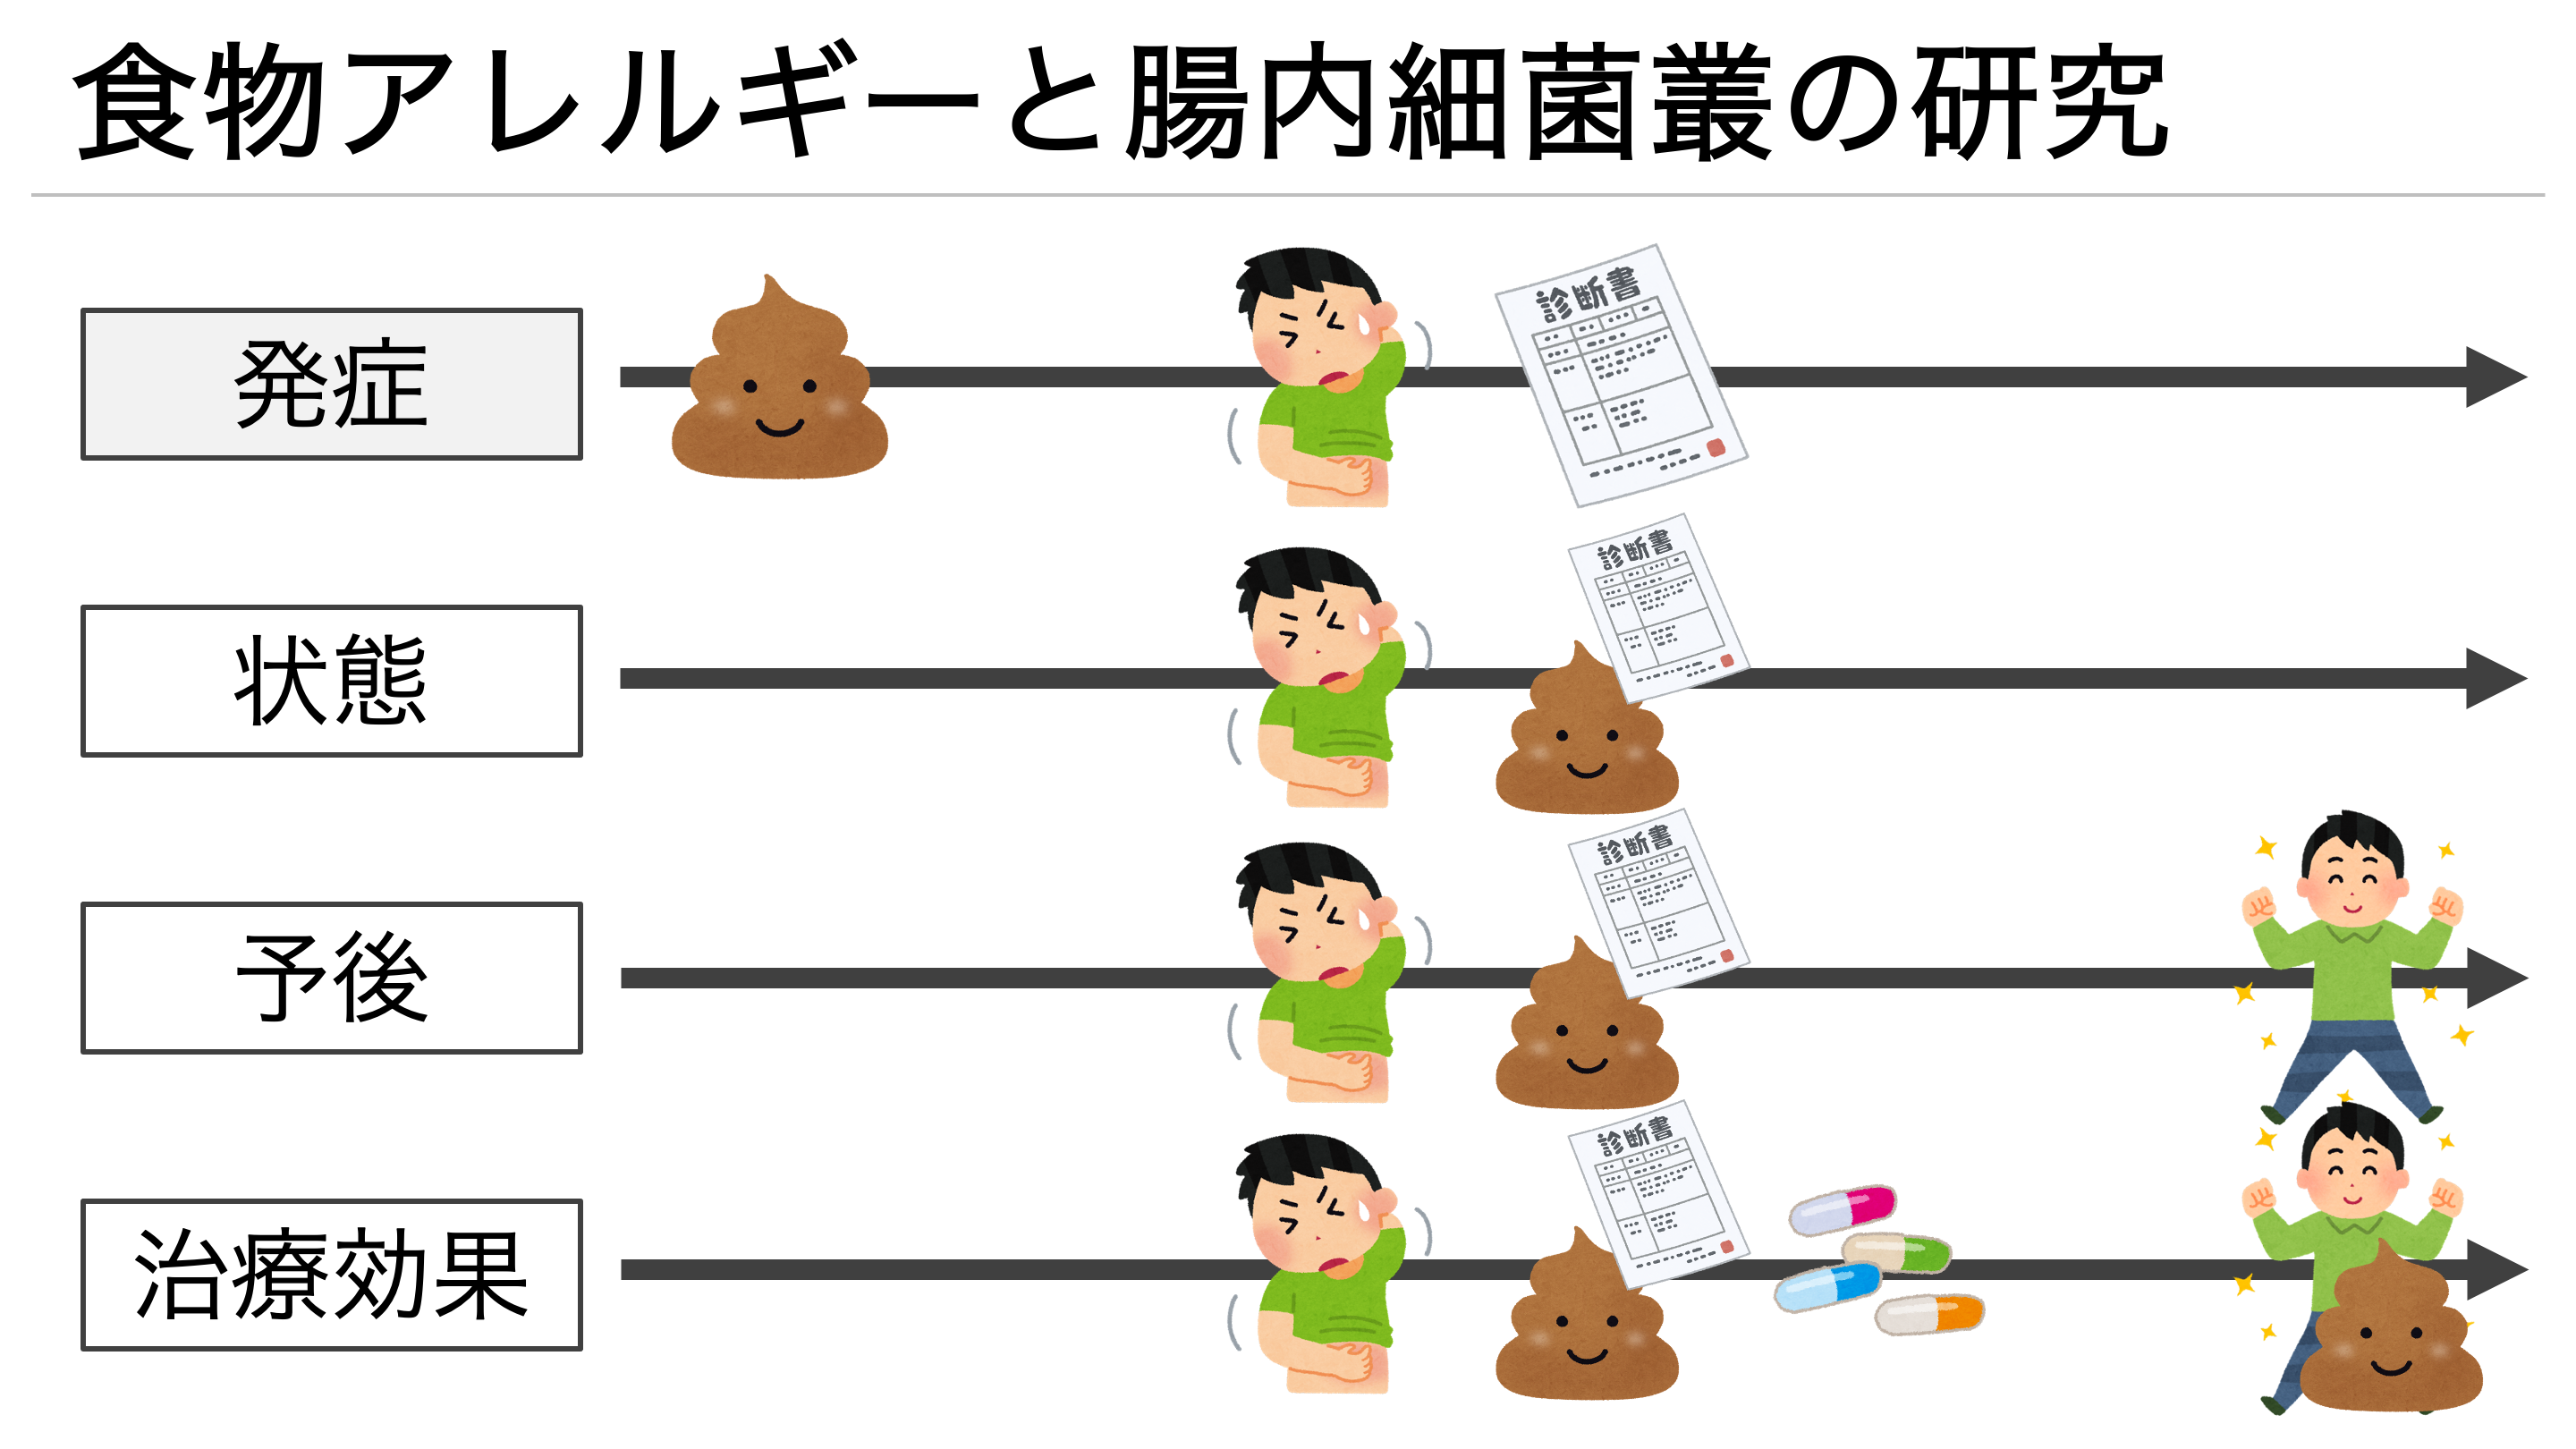 食物アレルギーと腸内細菌叢の研究
発症
診断書
状態
診断書
予後
診断書
治療効果
診断書